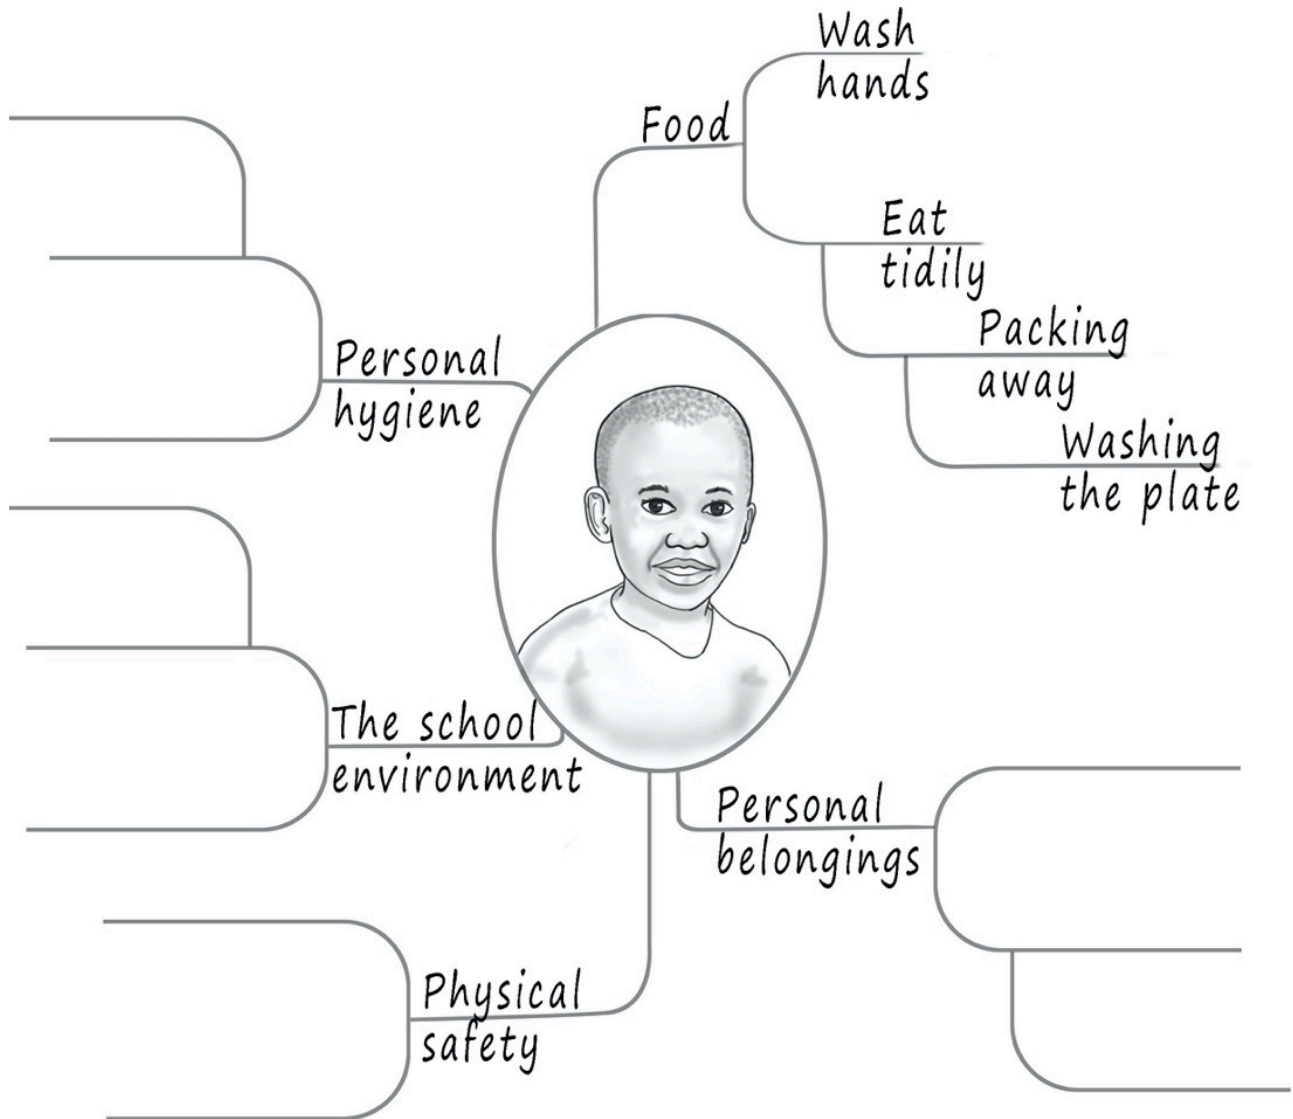 Food
Wash
hands
Eat
tidily
Packing
away
Washing
the plate
Personal
hygiene
The school
environment
Personal
belongings
Physical
safety